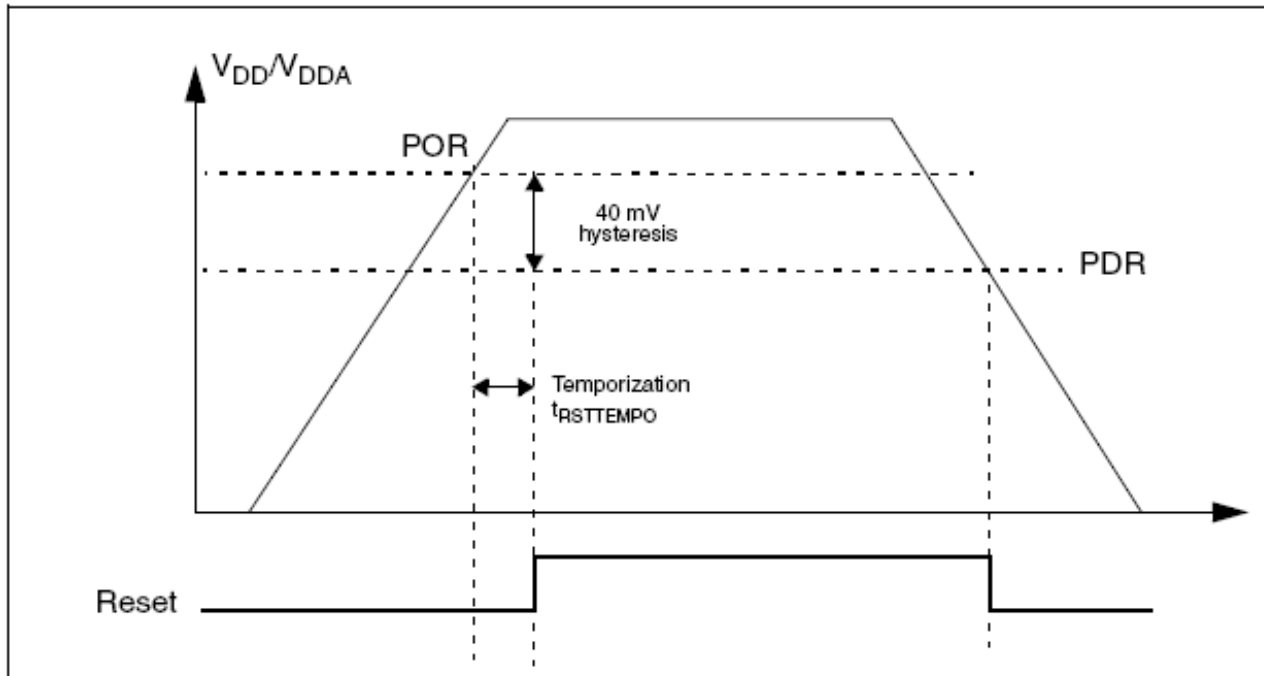 VDD/VDDA
POR
40 mV
hysteresis
PDR
Temporization
tRSTTEMPO
Reset